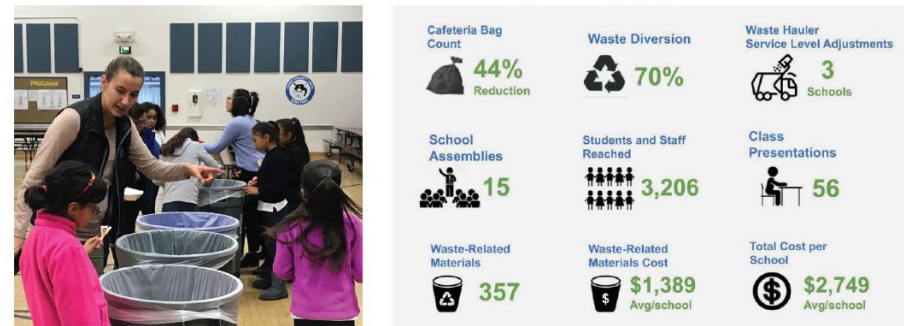 PROGRAM
Cafeteria Bag
Count
44%
Reduction
Waste Diversion
70%
Waste Hauler
Service Level Adjustments
3
Schools
School
Assemblies
15
Students and Staff
Reached
3,206
Class
Presentations
56
Waste-Related
Materials
357
Waste-Related
Materials Cost
$
$1,389
Avg/school
Total Cost per
School
$
$2,749
Avg/school